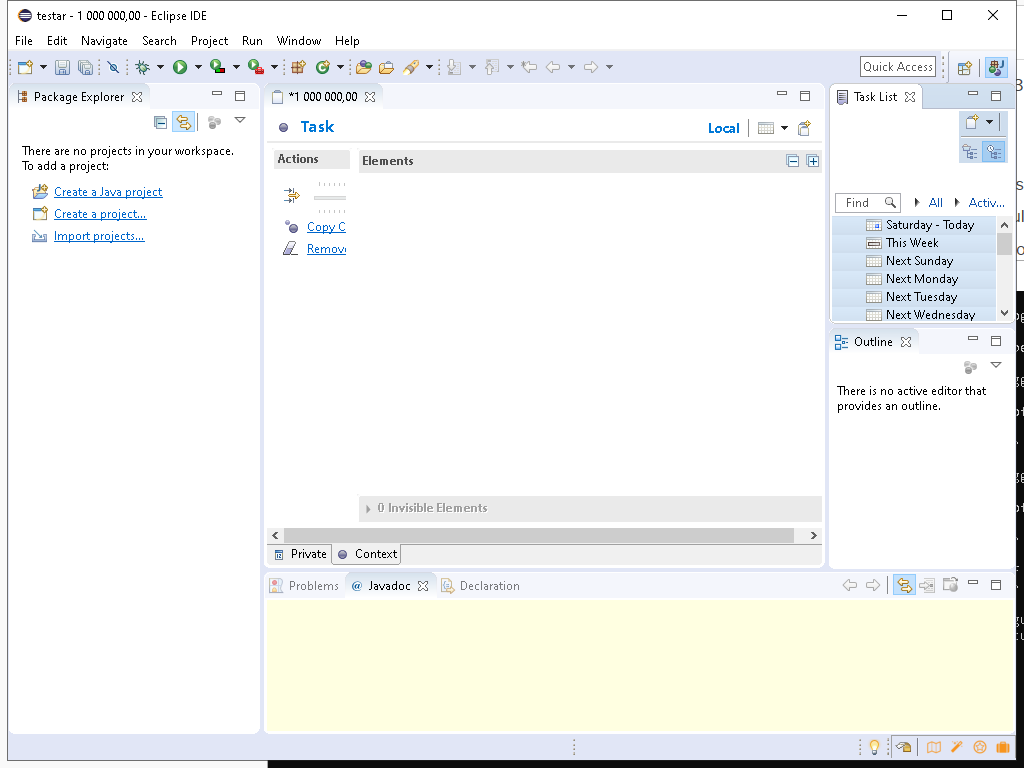 testar - 1 000 000,00 - Eclipse IDE
File Edit Navigate Search Project Run Window Help
Quick Access
Package Explorer
There are no projects in your workspace.
To add a project:
Create a Java project
Create a project...
Import projects...
*1 000 000,00
Task
Local
Actions
Elements
Copy C
Remov
0 Invisible Elements
Private Context
Task List
Find All Activ...
Saturday - Today
This Week
Next Sunday
Next Monday
Next Tuesday
Next Wednesday
Outline
There is no active editor that
provides an outline.
Problems @ Javadoc Declaration